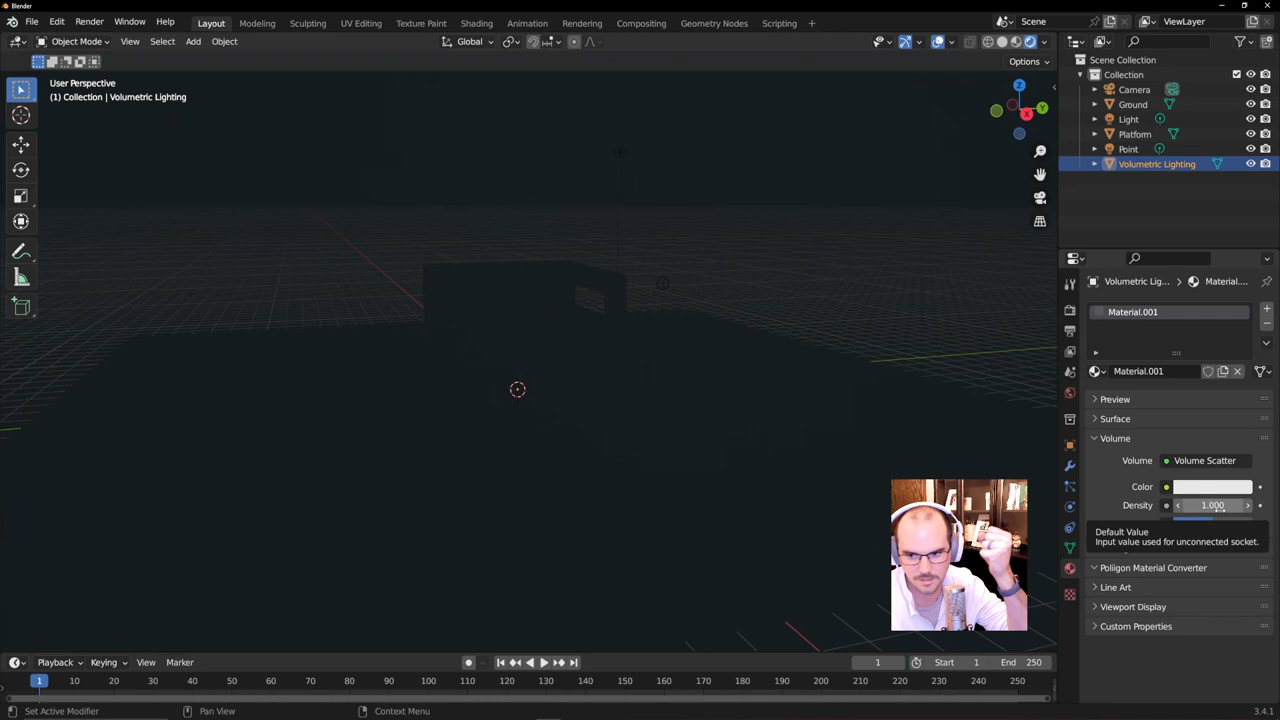 Blender
File Edit Render Window Help Layout Modeling Sculpting UV Editing Texture Paint Shading Animation Rendering Compositing Geometry Nodes Scripting + Scene ViewLayer
Object Mode View Select Add Object Global
Options
User Perspective
(1) Collection | Volumetric Lighting
Z
Y
X
Scene Collection
Collection
Camera
Ground
Light
Platform
Point
Volumetric Lighting
Volumetric Lig... > Material....
Material.001
Material.001
Preview
Surface
Volume
Volume Volume Scatter
Color
Density 1.000
Default Value
Input value used for unconnected socket.
Poliigon Material Converter
Line Art
Viewport Display
Custom Properties
Playback Keying View Marker 1 Start 1 End 250
1 10 20 30 40 50 60 70 80 90 100 110 120 130 140 150 160 170 180 190 200 210 220 230 240 250
Set Active Modifier Pan View Context Menu 3.4.1